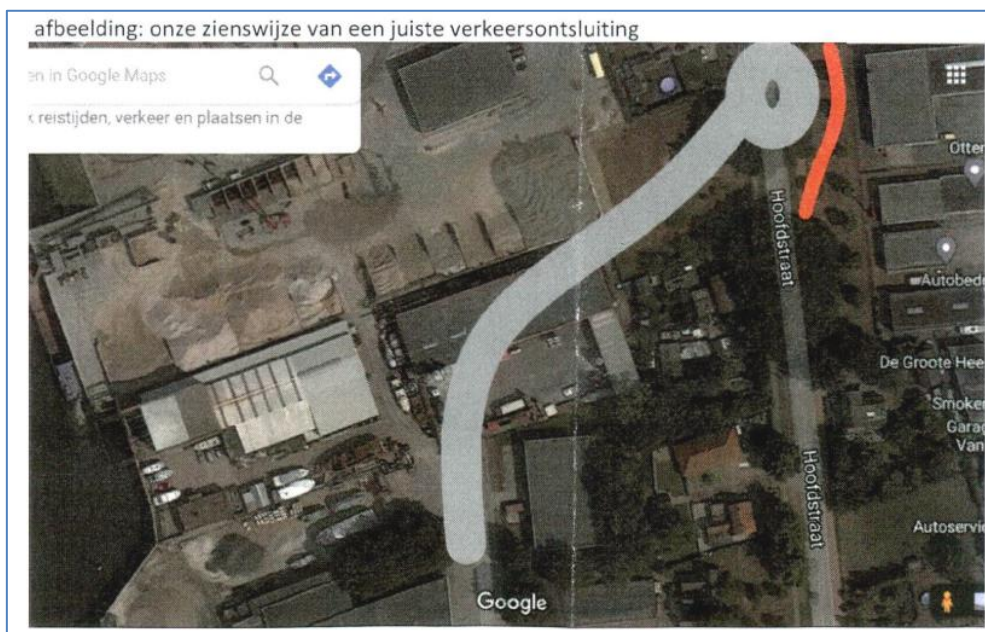 afbeelding: onze zienswijze van een juiste verkeersontsluiting
en in Google Maps
reistijden, verkeer en plaatsen in de
Otter
Hoofdstraat
Autobed
De Groote Hee
Smoke
Garag
Van
Hoofdstraat
Autoservi
Google